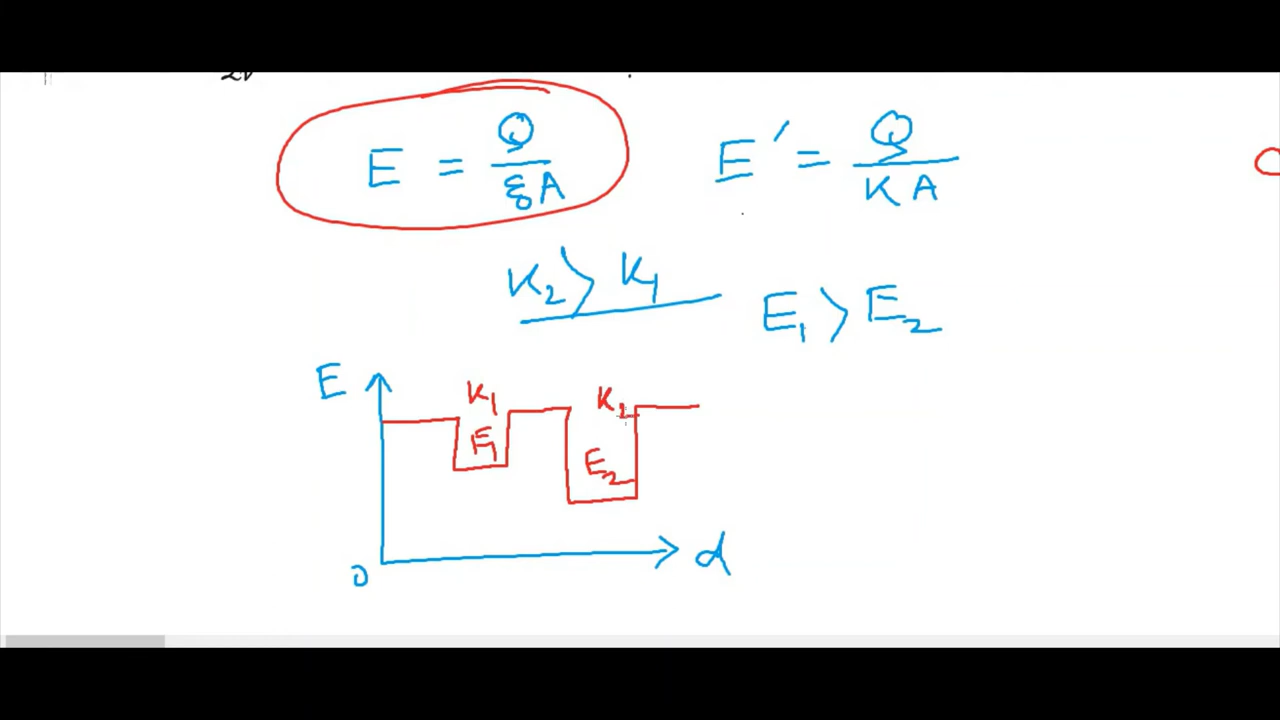 E = Q / ε₀A E′ = Q / KA
K₂ > K₁ E₁ > E₂
E
K₁ K₂
E₁ E₂
0 d